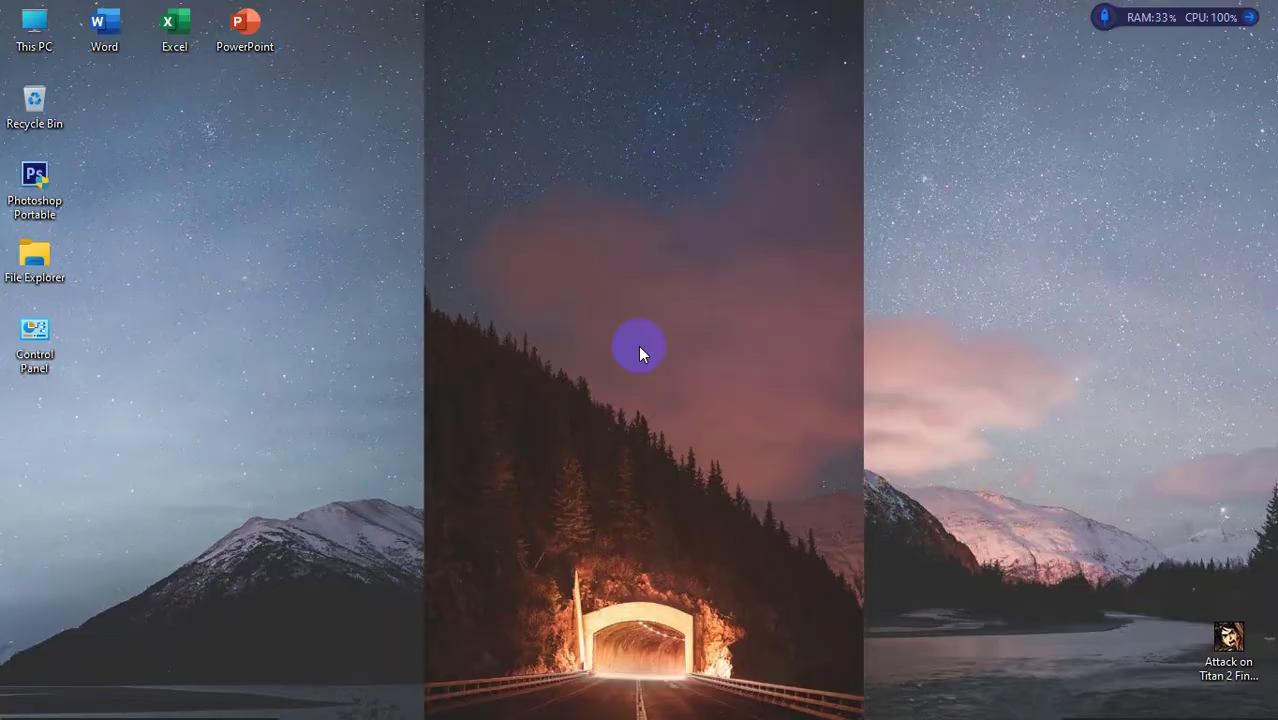 This PC
Word
Excel
PowerPoint
RAM:33% CPU:100%
Recycle Bin
Ps
Photoshop
Portable
File Explorer
Control
Panel
Attack on
Titan 2 Fin...